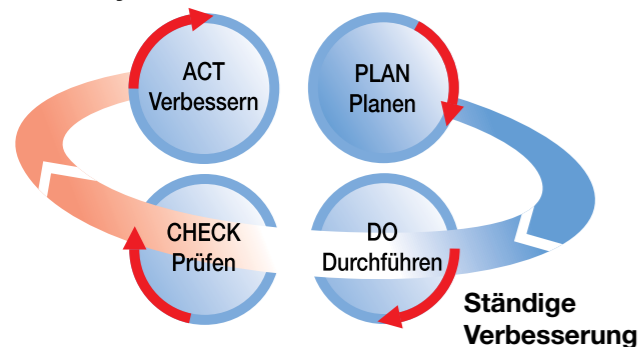 ACT
Verbessern
PLAN
Planen
CHECK
Prüfen
DO
Durchführen
Ständige
Verbesserung